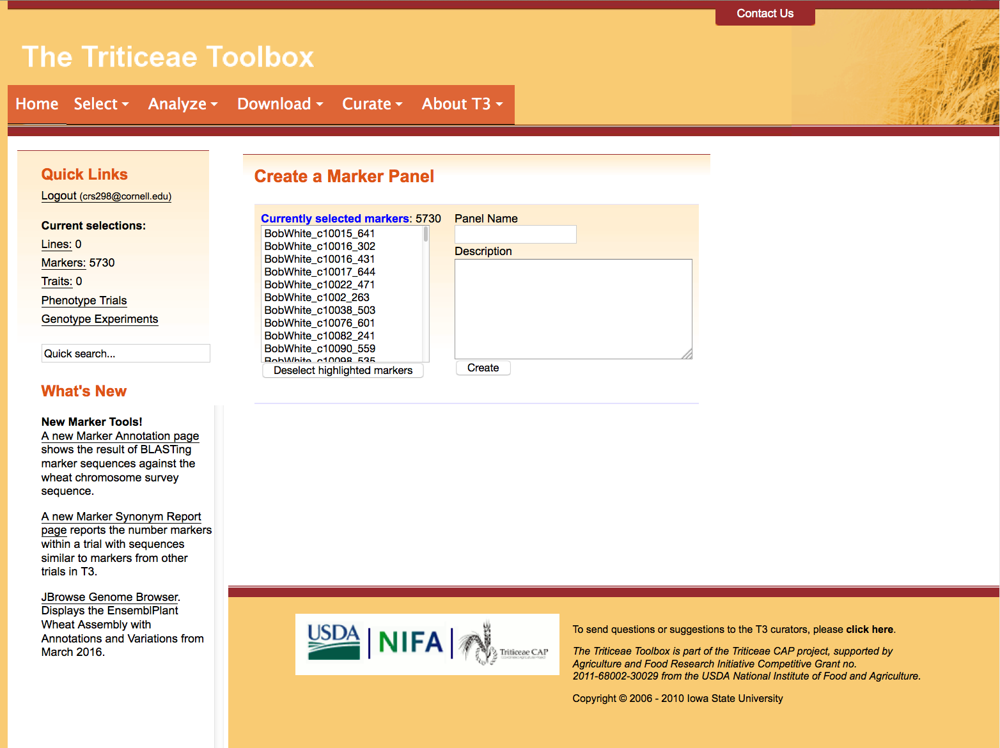 Contact Us
The Triticeae Toolbox
Home Select Analyze Download Curate About T3
Quick Links
Logout (crs298@cornell.edu)
Current selections:
Lines: 0
Markers: 5730
Traits: 0
Phenotype Trials
Genotype Experiments
Quick search...
What's New
New Marker Tools!
A new Marker Annotation page
shows the result of BLASTing
marker sequences against the
wheat chromosome survey
sequence.
A new Marker Synonym Report
page reports the number markers
within a trial with sequences
similar to markers from other
trials in T3.
JBrowse Genome Browser.
Displays the EnsemblPlant
Wheat Assembly with
Annotations and Variations from
March 2016.
Create a Marker Panel
Currently selected markers: 5730
BobWhite_c10015_641
BobWhite_c10016_302
BobWhite_c10016_431
BobWhite_c10017_644
BobWhite_c10022_471
BobWhite_c1002_263
BobWhite_c10038_503
BobWhite_c10076_601
BobWhite_c10082_241
BobWhite_c10090_559
BobWhite_c10098_535
Deselect highlighted markers
Panel Name
Description
Create
USDA NIFA Triticeae CAP
To send questions or suggestions to the T3 curators, please click here.
The Triticeae Toolbox is part of the Triticeae CAP project, supported by
Agriculture and Food Research Initiative Competitive Grant no.
2011-68002-30029 from the USDA National Institute of Food and Agriculture.
Copyright © 2006 - 2010 Iowa State University